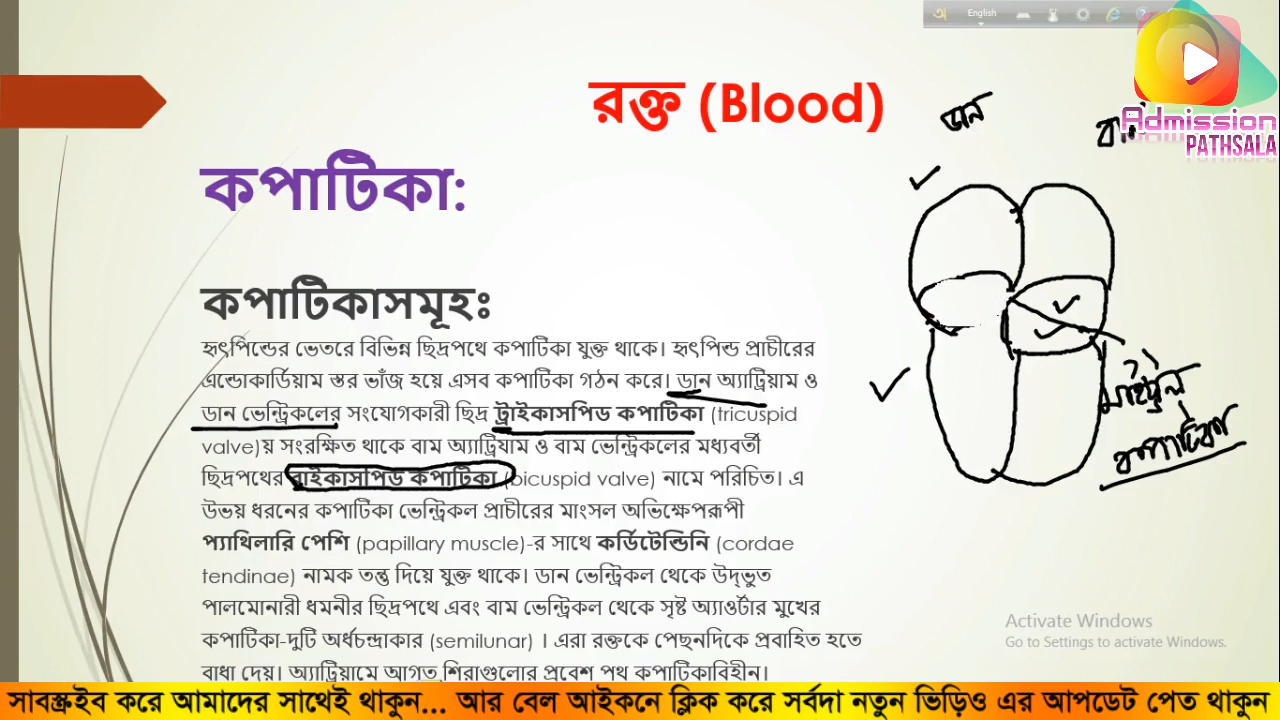 English
রক্ত (Blood)
ডান
Admission
PATHSALA
কপাটিকা:
কপাটিকাসমূহঃ
হৃৎপিন্ডের ভেতরে বিভিন্ন ছিদ্রপথে কপাটিকা যুক্ত থাকে। হৃৎপিন্ড প্রাচীরের
এন্ডোকার্ডিয়াম স্তর ভাঁজ হয়ে এসব কপাটিকা গঠন করে। ডান অ্যাট্রিয়াম ও
ডান ভেন্ট্রিকলের সংযোগকারী ছিদ্র ট্রাইকাসপিড কপাটিকা (tricuspid
valve)য় সংরক্ষিত থাকে বাম অ্যাট্রিয়াম ও বাম ভেন্ট্রিকলের মধ্যবর্তী
ছিদ্রপথের বাইকাসপিড কপাটিকা (bicuspid valve) নামে পরিচিত। এ
উভয় ধরনের কপাটিকা ভেন্ট্রিকল প্রাচীরের মাংসল অভিক্ষেপরূপী
প্যাথিলারি পেশি (papillary muscle)-র সাথে কর্ডিটেন্ডিনি (cordae
tendinae) নামক তন্তু দিয়ে যুক্ত থাকে। ডান ভেন্ট্রিকল থেকে উদ্ভুত
পালমোনারী ধমনীর ছিদ্রপথে এবং বাম ভেন্ট্রিকল থেকে সৃষ্ট অ্যাওর্টার মুখের
কপাটিকা-দুটি অর্ধচন্দ্রাকার (semilunar) । এরা রক্তকে পেছনদিকে প্রবাহিত হতে
বাধা দেয়। অ্যাট্রিয়ামে আগত শিরাগুলোর প্রবেশ পথ কপাটিকাবিহীন।
মাইট্রাল
কপাটিকা
Activate Windows
Go to Settings to activate Windows.
সাবস্ক্রইব করে আমাদের সাথেই থাকুন... আর বেল আইকনে ক্লিক করে সর্বদা নতুন ভিড়িও এর আপডেট পেত থাকুন